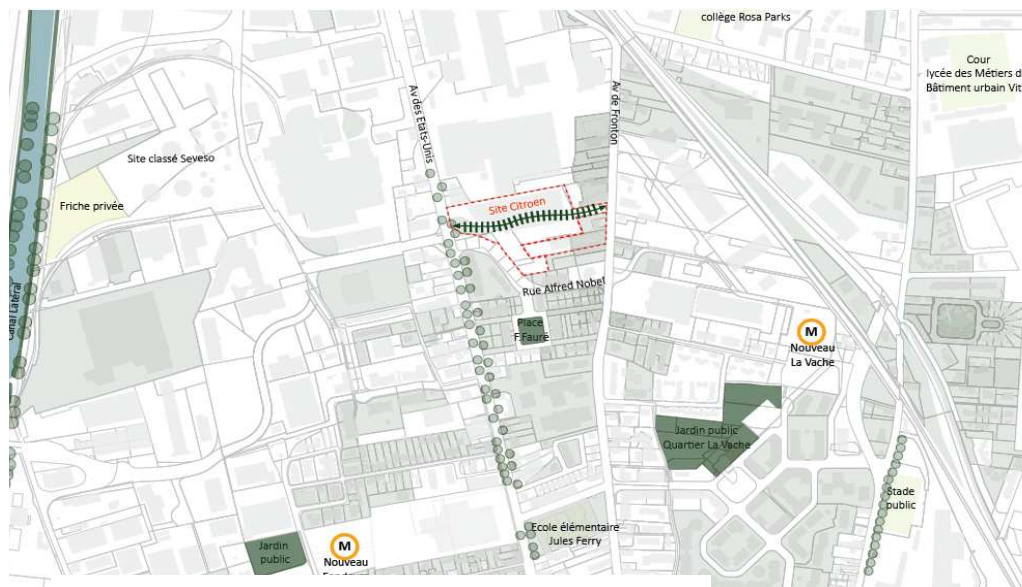 collège Rosa Parks
Cour
lycée des Métiers d
Bâtiment urbain Vit
Av des Etats-Unis
Av de Fronton
Site classé Seveso
Friche privée
Site Citroen
Canal Latéral
Rue Alfred Nobel
Place
F.Faure
M
Nouveau
La Vache
Jardin public
Quartier La Vache
Stade
public
Ecole élémentaire
Jules Ferry
Jardin
public
M
Nouveau